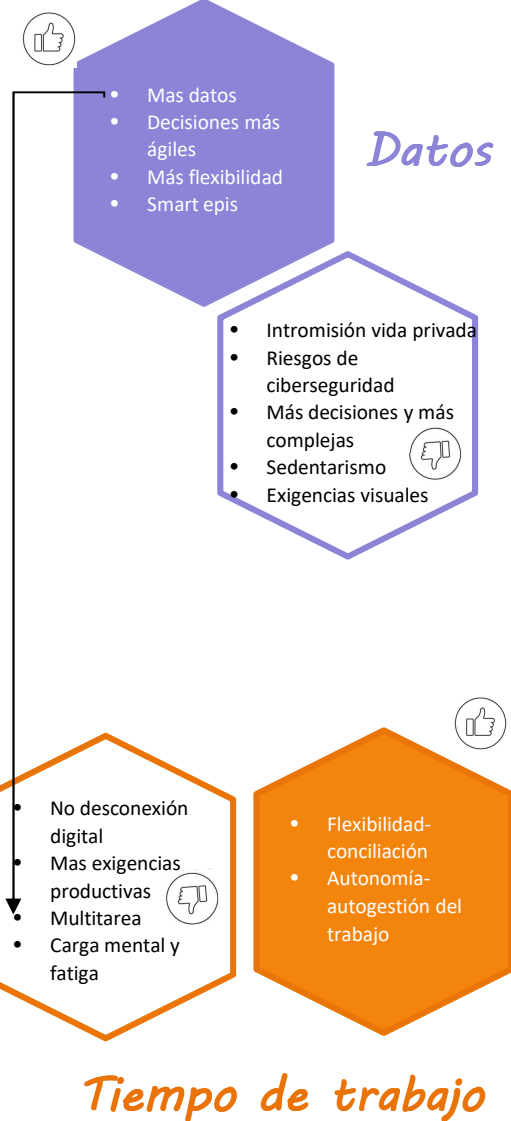 • Mas datos
• Decisiones más
ágiles
• Más flexibilidad
• Smart epis
Datos
• Intromisión vida privada
• Riesgos de
ciberseguridad
• Más decisiones y más
complejas
• Sedentarismo
• Exigencias visuales
• No desconexión
digital
• Mas exigencias
productivas
• Multitarea
• Carga mental y
fatiga
• Flexibilidad-
conciliación
• Autonomía-
autogestión del
trabajo
Tiempo de trabajo